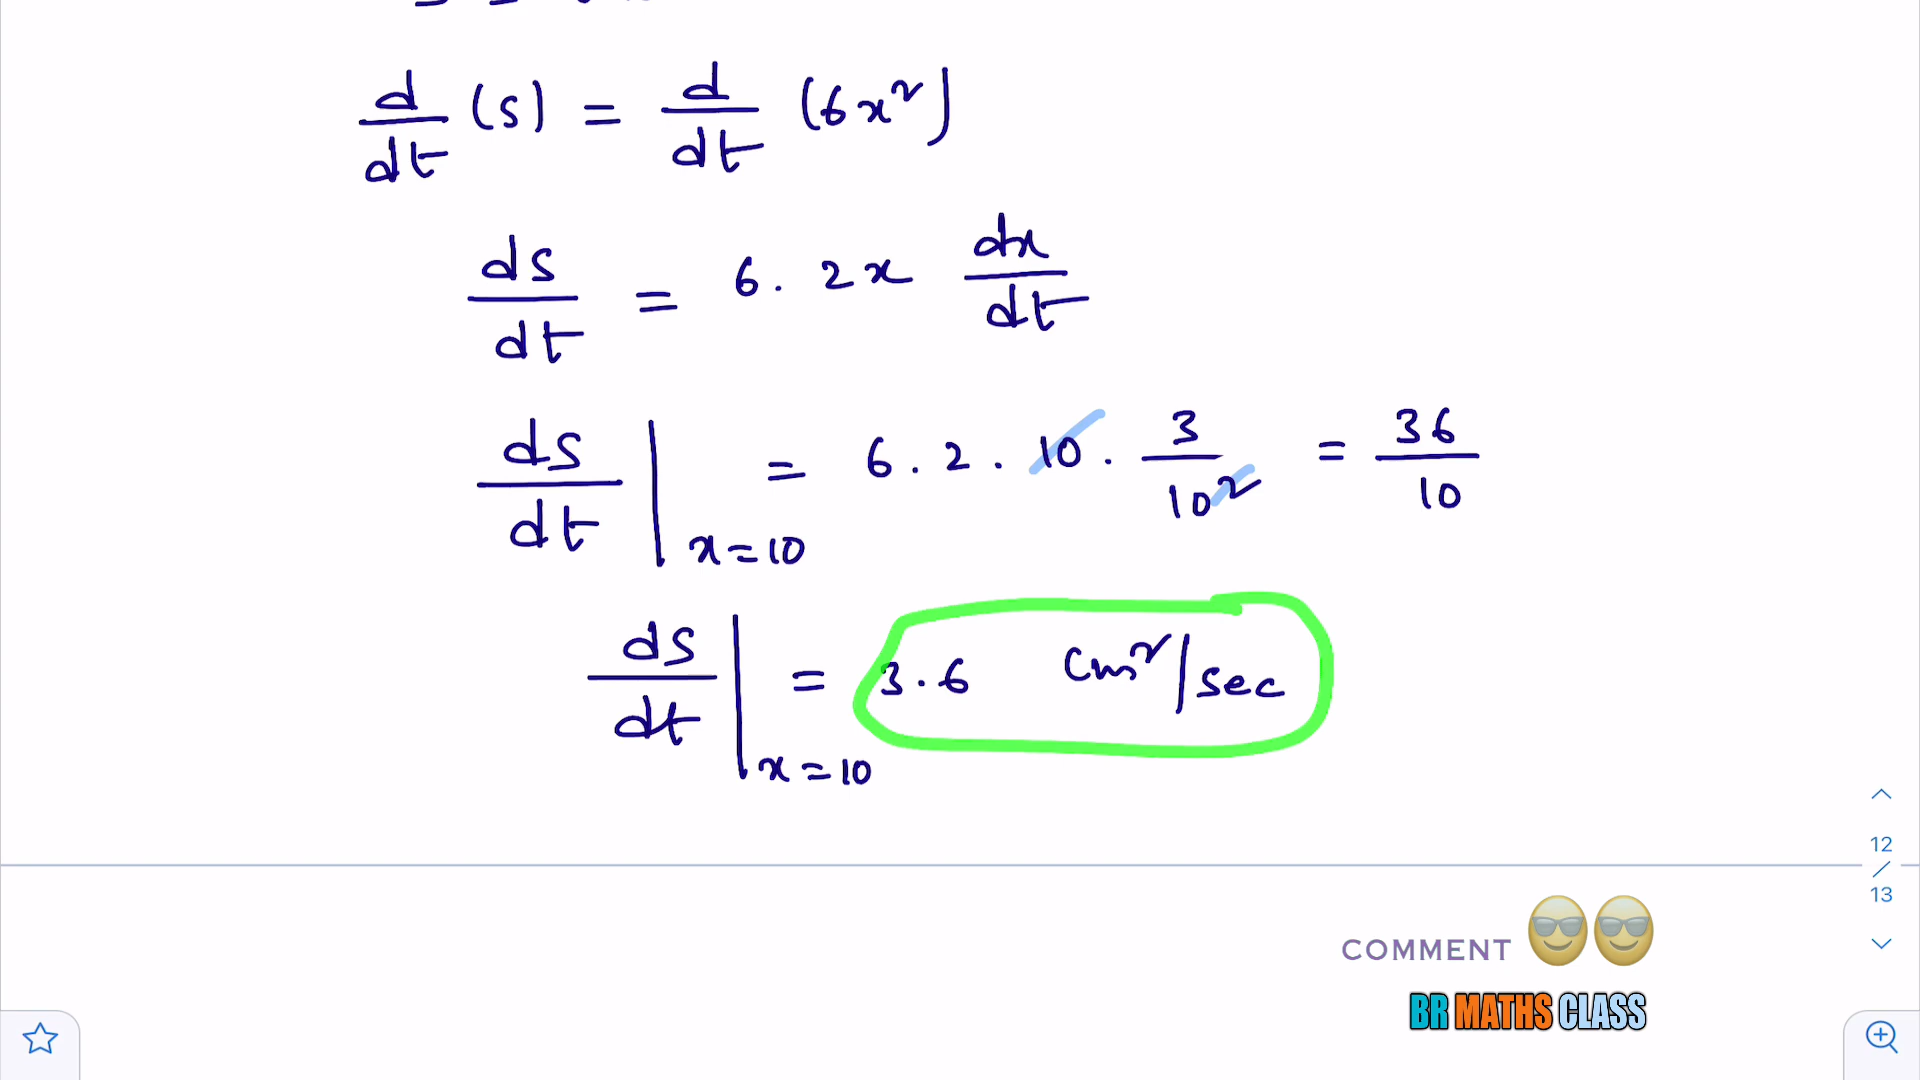 d/dt (s) = d/dt (6x²)
ds/dt = 6. 2x dx/dt
ds/dt | x=10 = 6 . 2 . 10 . 3/10² = 36/10
ds/dt | x=10 = 3.6 cm²/sec
12
/
13
COMMENT
BR MATHS CLASS